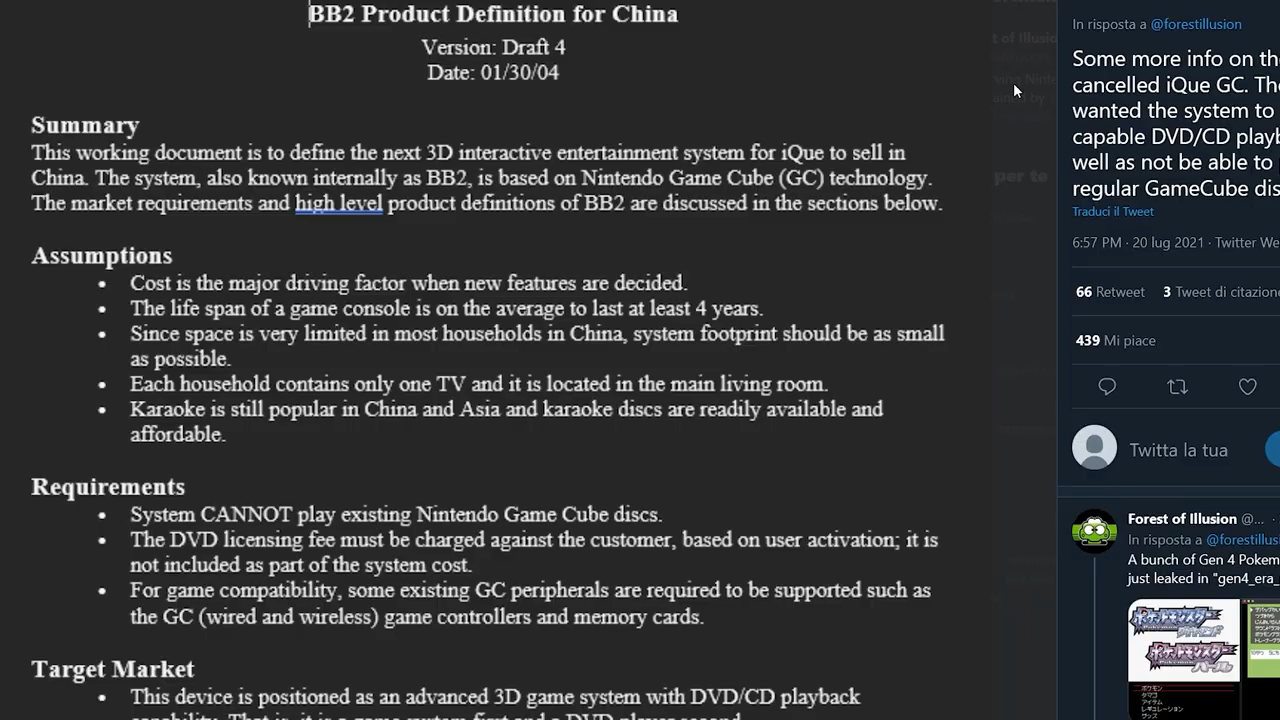 BB2 Product Definition for China
Version: Draft 4
Date: 01/30/04
Summary
This working document is to define the next 3D interactive entertainment system for iQue to sell in
China. The system, also known internally as BB2, is based on Nintendo Game Cube (GC) technology.
The market requirements and high level product definitions of BB2 are discussed in the sections below.
Assumptions
• Cost is the major driving factor when new features are decided.
• The life span of a game console is on the average to last at least 4 years.
• Since space is very limited in most households in China, system footprint should be as small
as possible.
• Each household contains only one TV and it is located in the main living room.
• Karaoke is still popular in China and Asia and karaoke discs are readily available and
affordable.
Requirements
• System CANNOT play existing Nintendo Game Cube discs.
• The DVD licensing fee must be charged against the customer, based on user activation; it is
not included as part of the system cost.
• For game compatibility, some existing GC peripherals are required to be supported such as
the GC (wired and wireless) game controllers and memory cards.
Target Market
• This device is positioned as an advanced 3D game system with DVD/CD playback
In risposta a @forestillusion
Some more info on the
cancelled iQue GC. The
wanted the system to
capable DVD/CD playb
well as not be able to
regular GameCube dis
Traduci il Tweet
6:57 PM · 20 lug 2021 · Twitter We
66 Retweet 3 Tweet di citazion
439 Mi piace
Twitta la tua
Forest of Illusion @...
In risposta a @forestillus
A bunch of Gen 4 Pokem
just leaked in "gen4_era_